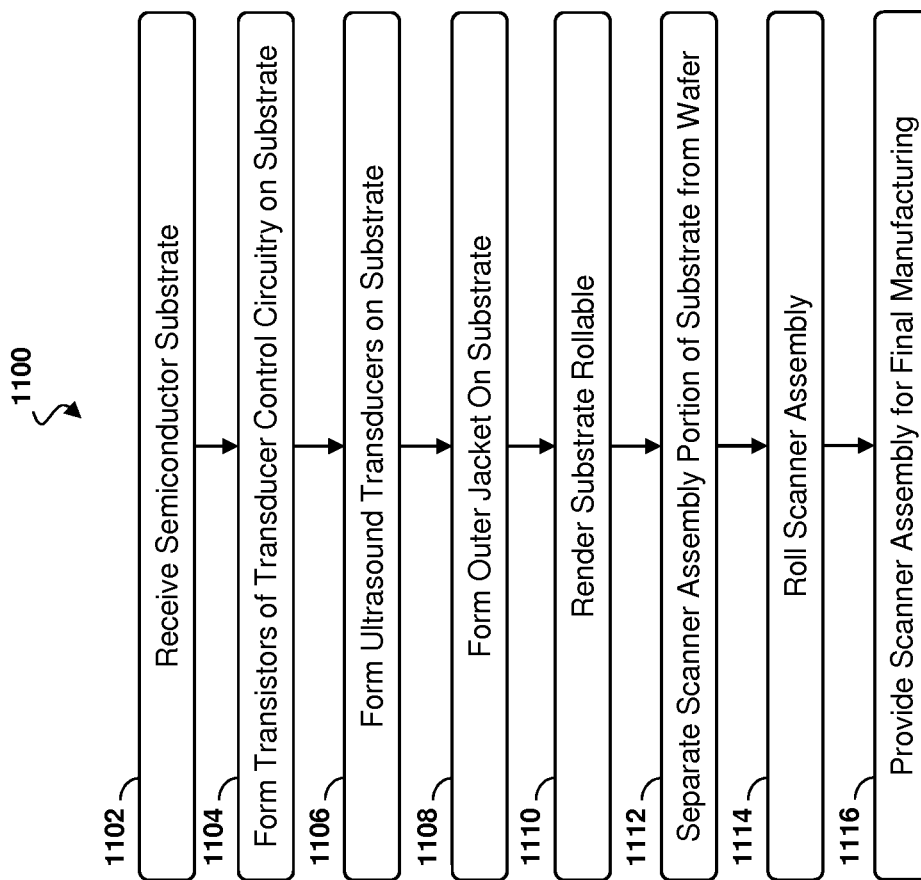 1100
1102
Receive Semiconductor Substrate
1104
Form Transistors of Transducer Control Circuitry on Substrate
1106
Form Ultrasound Transducers on Substrate
1108
Form Outer Jacket On Substrate
1110
Render Substrate Rollable
1112
Separate Scanner Assembly Portion of Substrate from Wafer
1114
Roll Scanner Assembly
1116
Provide Scanner Assembly for Final Manufacturing